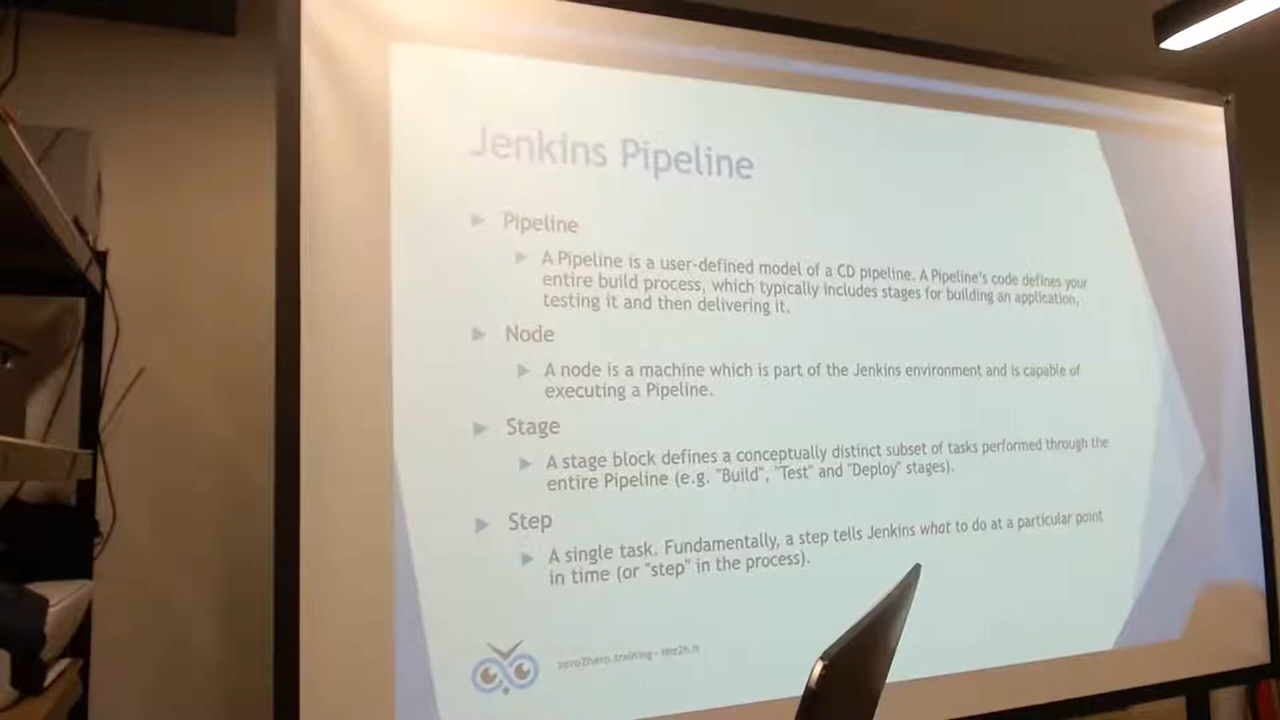 Jenkins Pipeline
Pipeline
A Pipeline is a user-defined model of a CD pipeline. A Pipeline's code defines your
entire build process, which typically includes stages for building an application,
testing it and then delivering it.
Node
A node is a machine which is part of the Jenkins environment and is capable of
executing a Pipeline.
Stage
A stage block defines a conceptually distinct subset of tasks performed through the
entire Pipeline (e.g. "Build", "Test" and "Deploy" stages).
Step
A single task. Fundamentally, a step tells Jenkins what to do at a particular point
in time (or "step" in the process).
zero2hero.training -